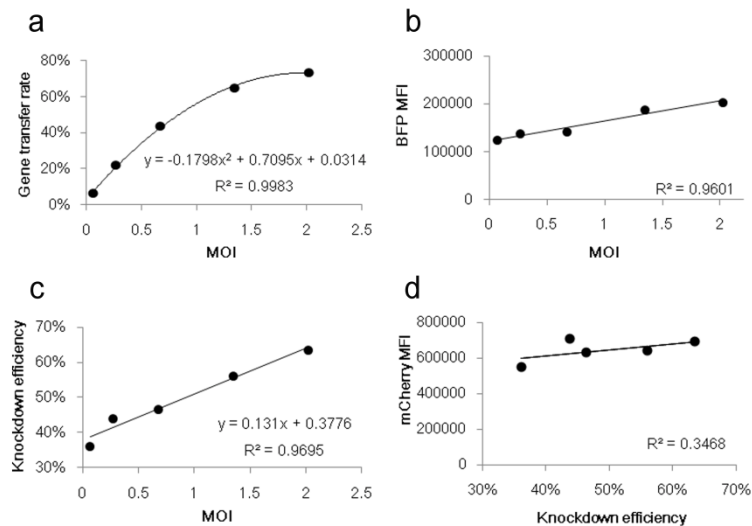 a
80%
60%
40%
20%
0%
Gene transfer rate
y = -0.1798x² + 0.7095x + 0.0314
R² = 0.9983
0
0.5
1
1.5
2
2.5
MOI
b
300000
200000
100000
0
BFP MFI
R² = 0.9601
0
0.5
1
1.5
2
MOI
c
70%
60%
50%
40%
30%
Knockdown efficiency
y = 0.131x + 0.3776
R² = 0.9695
0
0.5
1
1.5
2
2.5
MOI
d
800000
600000
400000
200000
0
mCherry MFI
R² = 0.3468
30%
40%
50%
60%
70%
Knockdown efficiency